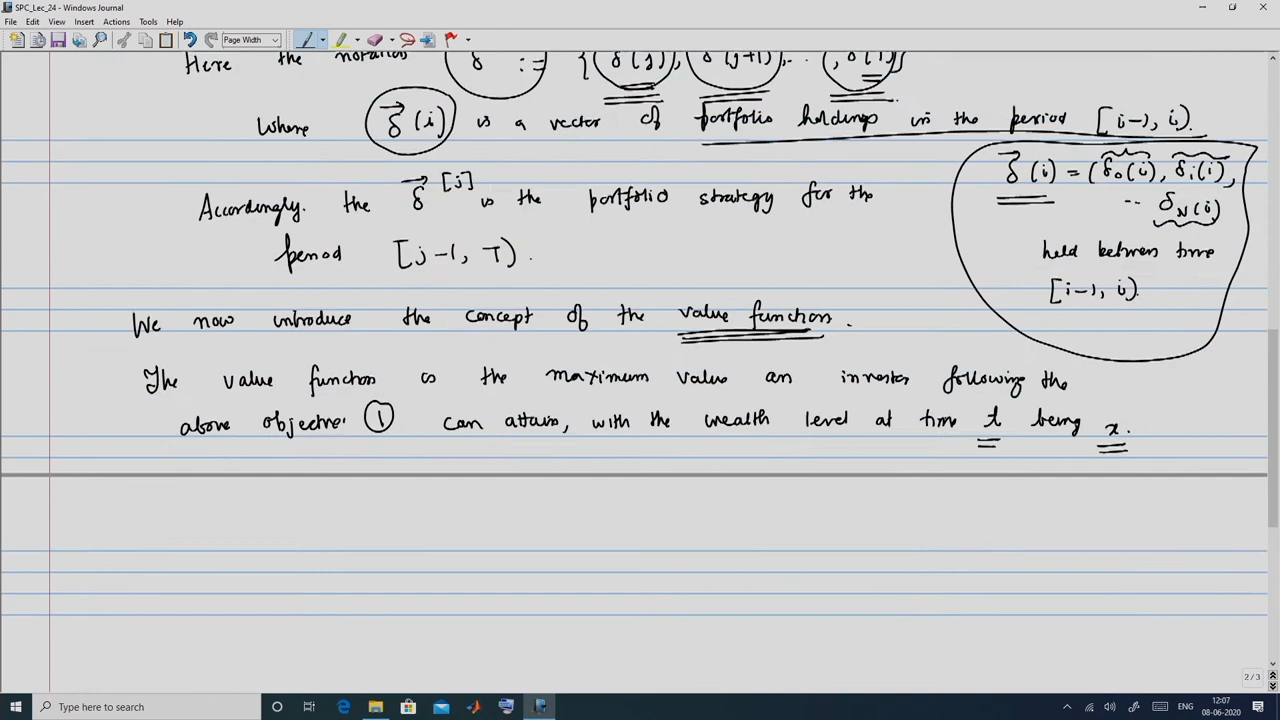 SPC_Lec_24 - Windows Journal
File Edit View Insert Actions Tools Help
Page Width
Here the notation δ := {δ(j), δ(j+1), .. , δ(T)}
Where δ⃗(i) is a vector of portfolio holdings in the period [i-1, i).
δ⃗(i) = (δ₀(i), δ₁(i),
.. δ_N(i)
held between time
[i-1, i).
Accordingly. the δ⃗^[j] is the portfolio strategy for the
period [j-1, T).
We now introduce the concept of the value function.
The value function is the maximum value an investor following the
above objective ① can attain, with the wealth level at time t being x.
2/3
Type here to search
ENG
12:07
08-06-2020